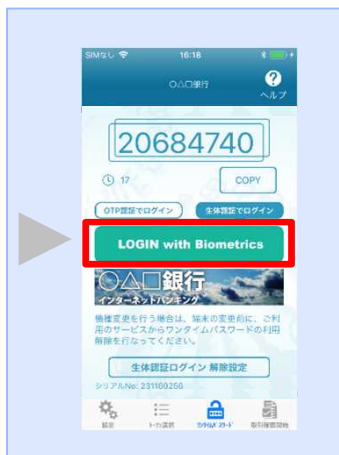 SIMなし 16:18
○△□銀行
?
ヘルプ
20684740
17 COPY
OTP認証でログイン 生体認証でログイン
LOGIN with Biometrics
○△□銀行
インターネットバンキング
機種変更を行う場合は、端末の変更前に、ご利
用のサービスからワンタイムパスワードの利用
解除を行なってください。
生体認証ログイン 解除設定
シリアルNo: 231160256
設定 トークン選択 ワンタイムパスワード 取引種類開始